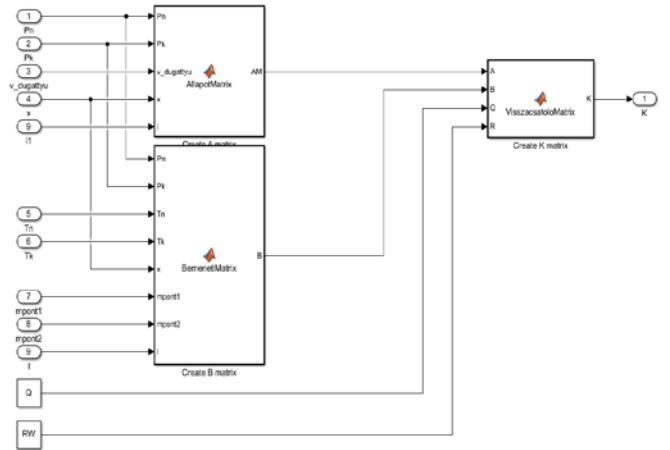 1
Pn
2
Pk
3
v_dugattyu
4
x
9
l1
5
Tn
6
Tk
7
mpont1
8
mpont2
9
l
Q
RW
Pn
Pk
v_dugattyu
x
l
AllapotMatrix
AM
Create A matrix
Pn
Pk
Tn
Tk
x
mpont1
mpont2
l
BemenetiMatrix
B
Create B matrix
A
B
Q
R
VisszacsatoloMatrix
K
Create K matrix
1
K